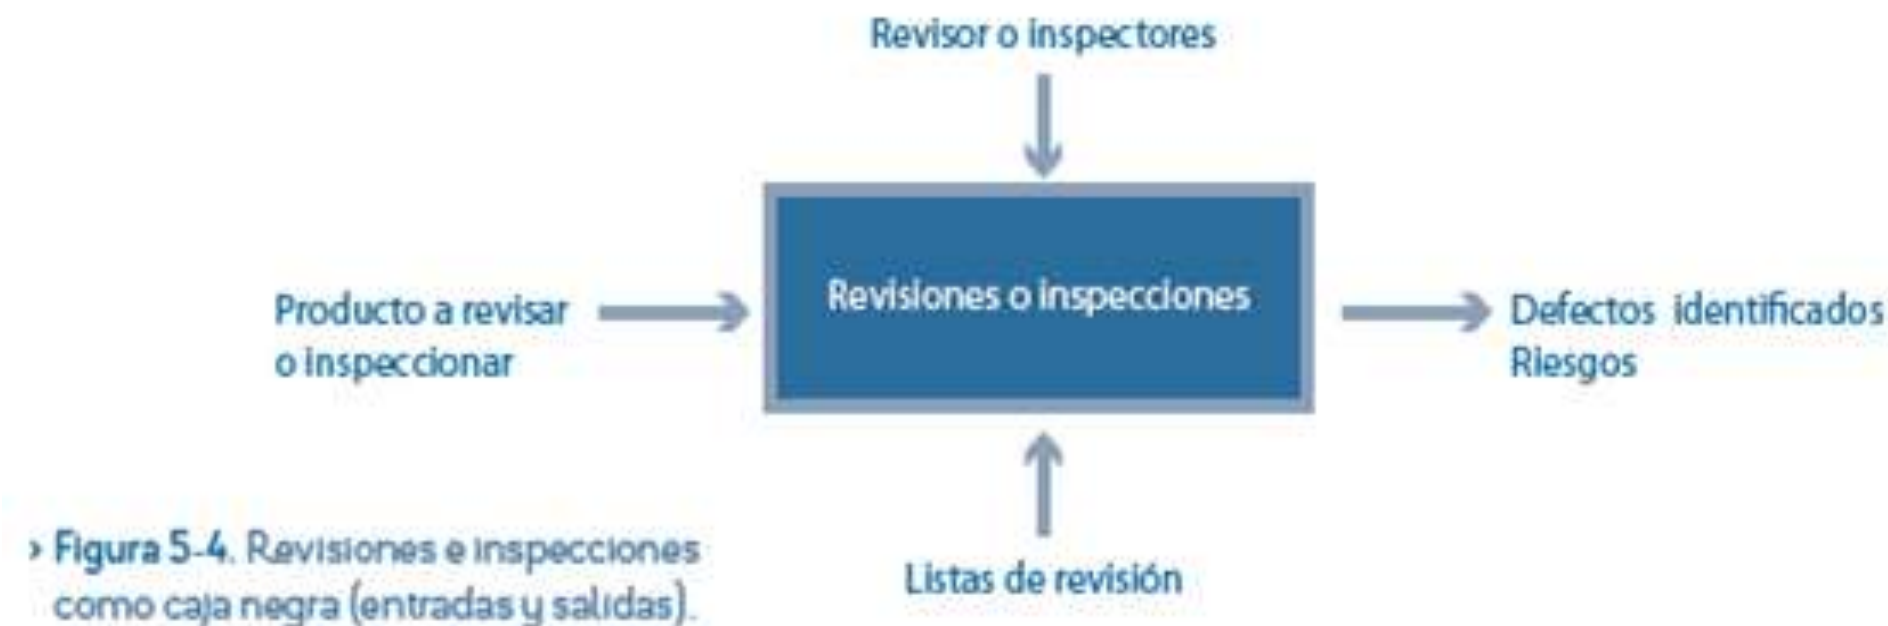 Revisor o inspectores
Revisiones o inspecciones
Producto a revisar
o inspeccionar
Defectos identificados
Riesgos
Listas de revisión
› Figura 5-4. Revisiones e inspecciones
como caja negra (entradas y salidas).